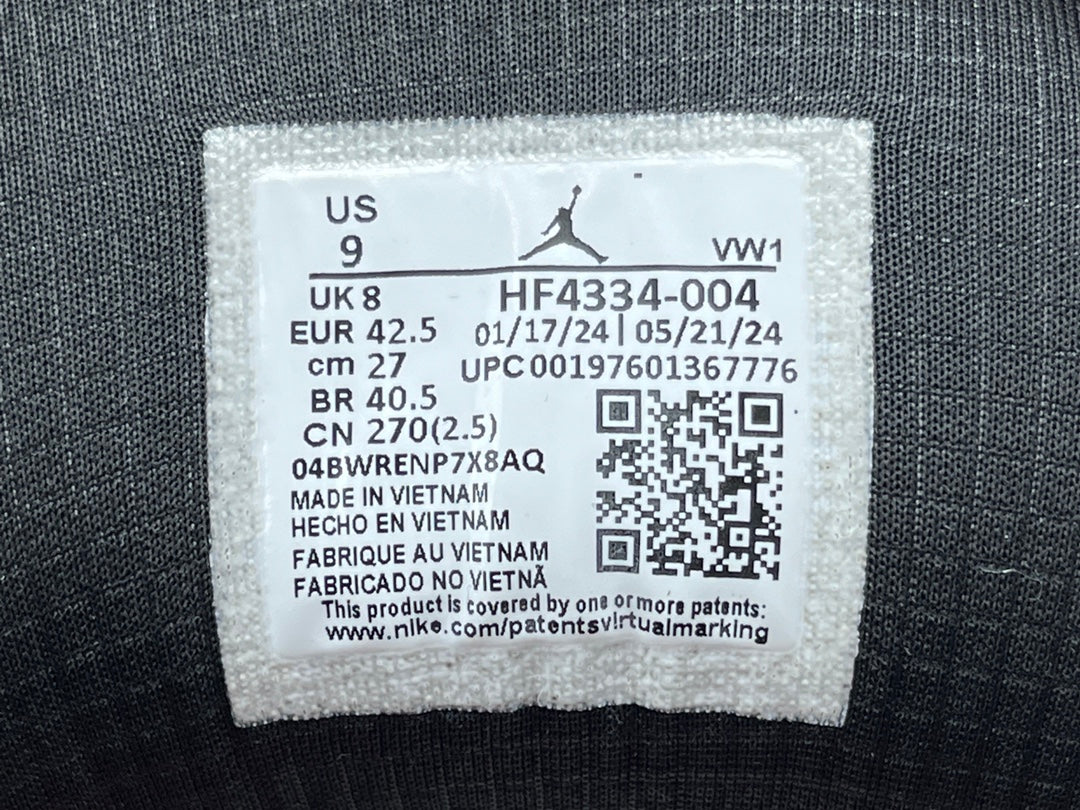 US
9
VW1
UK 8
HF4334-004
EUR 42.5
01/17/24 | 05/21/24
cm 27
UPC 00197601367776
BR 40.5
CN 270(2.5)
04BWRENP7X8AQ
MADE IN VIETNAM
HECHO EN VIETNAM
FABRIQUE AU VIETNAM
FABRICADO NO VIETNÃ
This product is covered by one or more patents:
www.nike.com/patentsvirtualmarking